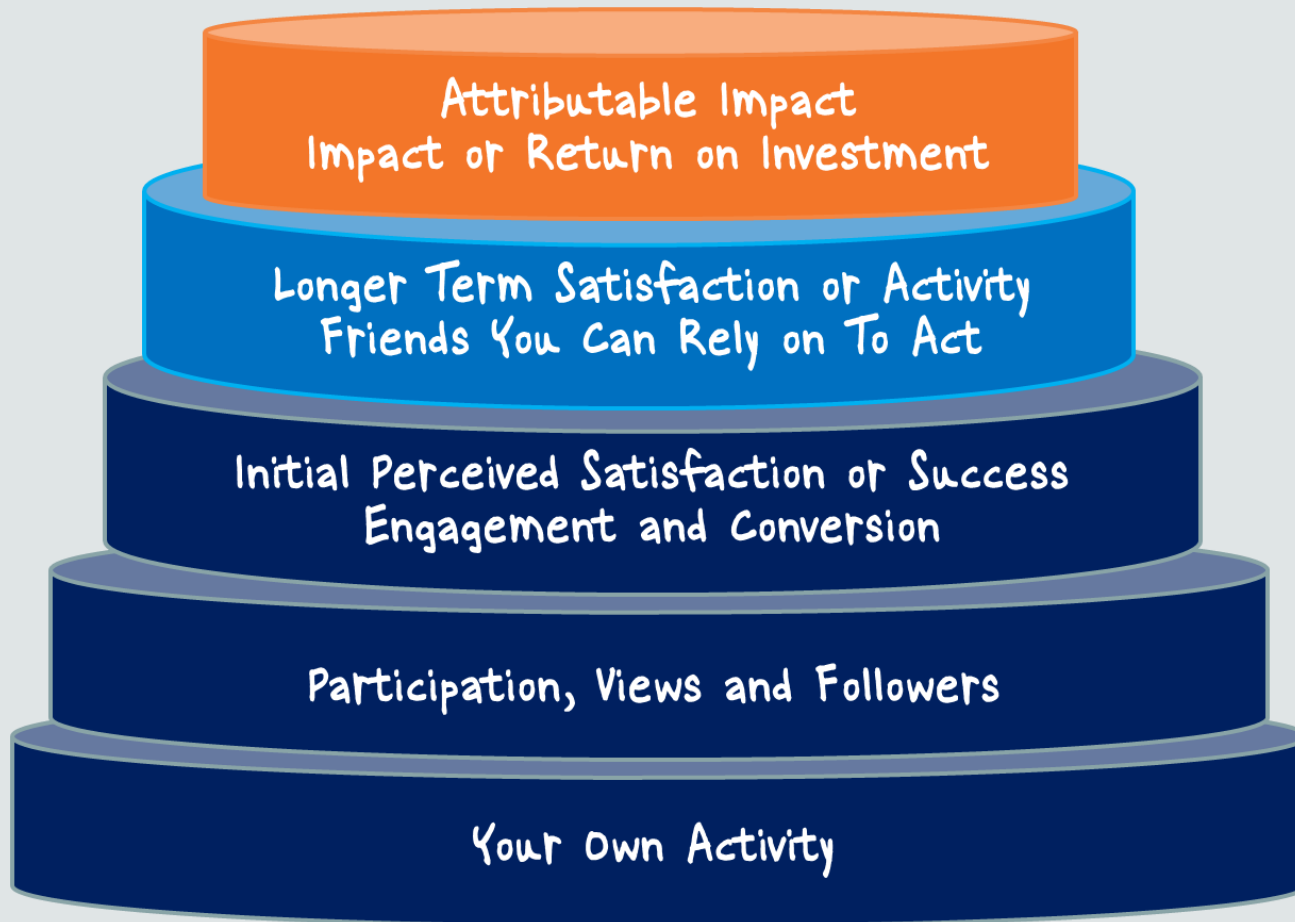 Attributable Impact
Impact or Return on Investment
Longer Term Satisfaction or Activity
Friends You Can Rely on To Act
Initial Perceived Satisfaction or Success
Engagement and Conversion
Participation, Views and Followers
Your Own Activity